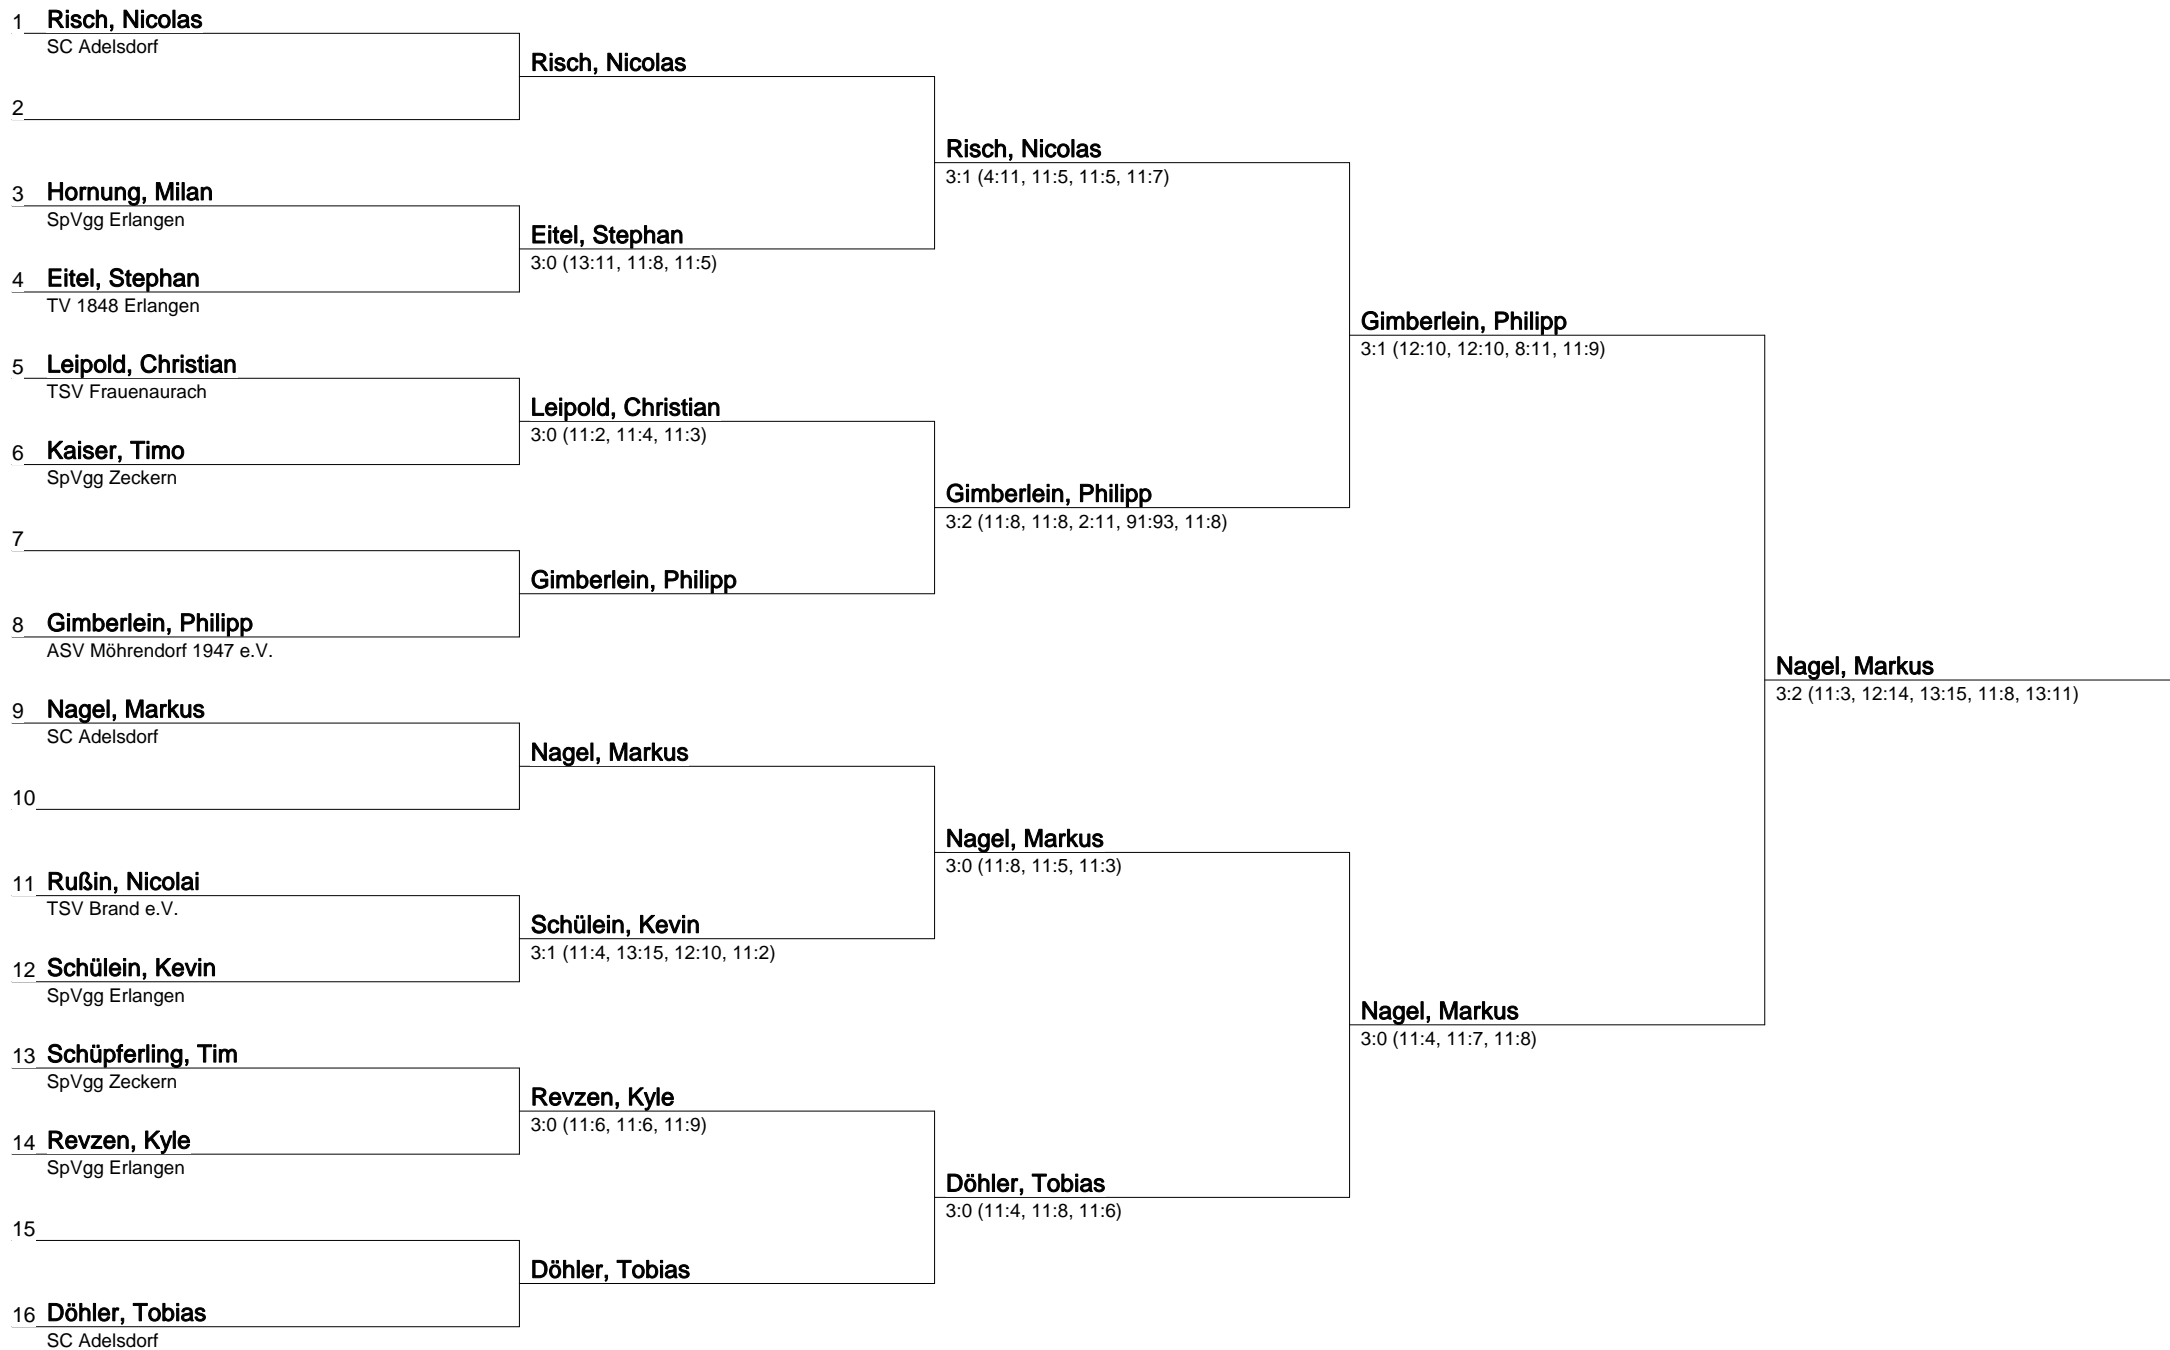 1 Risch, Nicolas
SC Adelsdorf
Risch, Nicolas
2
Risch, Nicolas
3:1 (4:11, 11:5, 11:5, 11:7)
3 Hornung, Milan
SpVgg Erlangen
Eitel, Stephan
3:0 (13:11, 11:8, 11:5)
4 Eitel, Stephan
TV 1848 Erlangen
Gimberlein, Philipp
3:1 (12:10, 12:10, 8:11, 11:9)
5 Leipold, Christian
TSV Frauenaurach
Leipold, Christian
3:0 (11:2, 11:4, 11:3)
6 Kaiser, Timo
SpVgg Zeckern
Gimberlein, Philipp
3:2 (11:8, 11:8, 2:11, 91:93, 11:8)
7
Gimberlein, Philipp
8 Gimberlein, Philipp
ASV Möhrendorf 1947 e.V.
Nagel, Markus
3:2 (11:3, 12:14, 13:15, 11:8, 13:11)
9 Nagel, Markus
SC Adelsdorf
Nagel, Markus
10
Nagel, Markus
3:0 (11:8, 11:5, 11:3)
11 Rußin, Nicolai
TSV Brand e.V.
Schülein, Kevin
3:1 (11:4, 13:15, 12:10, 11:2)
12 Schülein, Kevin
SpVgg Erlangen
Nagel, Markus
3:0 (11:4, 11:7, 11:8)
13 Schüpferling, Tim
SpVgg Zeckern
Revzen, Kyle
3:0 (11:6, 11:6, 11:9)
14 Revzen, Kyle
SpVgg Erlangen
Döhler, Tobias
3:0 (11:4, 11:8, 11:6)
15
Döhler, Tobias
16 Döhler, Tobias
SC Adelsdorf